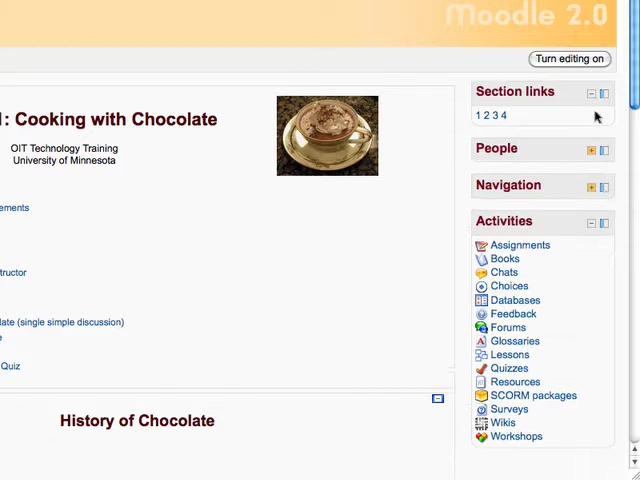 Moodle 2.0
Turn editing on
1: Cooking with Chocolate
OIT Technology Training
University of Minnesota
ements
tructor
late (single simple discussion)
e
Quiz
History of Chocolate
Section links
1 2 3 4
People
Navigation
Activities
Assignments
Books
Chats
Choices
Databases
Feedback
Forums
Glossaries
Lessons
Quizzes
Resources
SCORM packages
Surveys
Wikis
Workshops